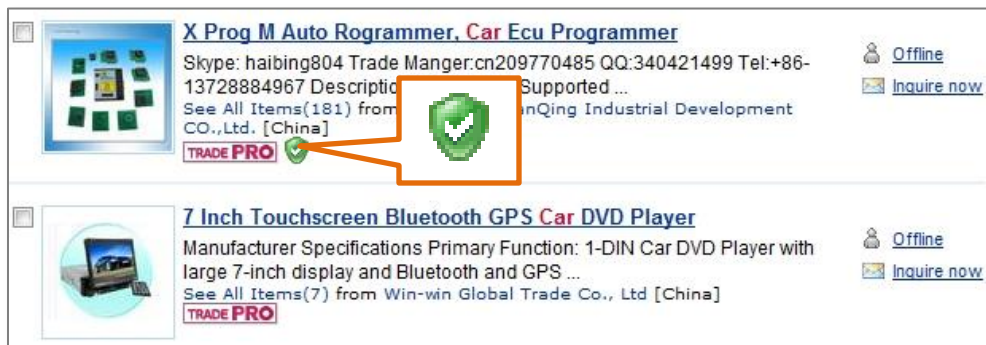 X Prog M Auto Rogrammer, Car Ecu Programmer
Skype: haibing804 Trade Manger:cn209770485 QQ:340421499 Tel:+86-
13728884967 Supported ...
See All Items(181) from Industrial Development
CO.,Ltd. [China]
TRADE PRO
Offline
Inquire now
7 Inch Touchscreen Bluetooth GPS Car DVD Player
Manufacturer Specifications Primary Function: 1-DIN Car DVD Player with
large 7-inch display and Bluetooth and GPS ...
See All Items(7) from Win-win Global Trade Co., Ltd [China]
TRADE PRO
Offline
Inquire now